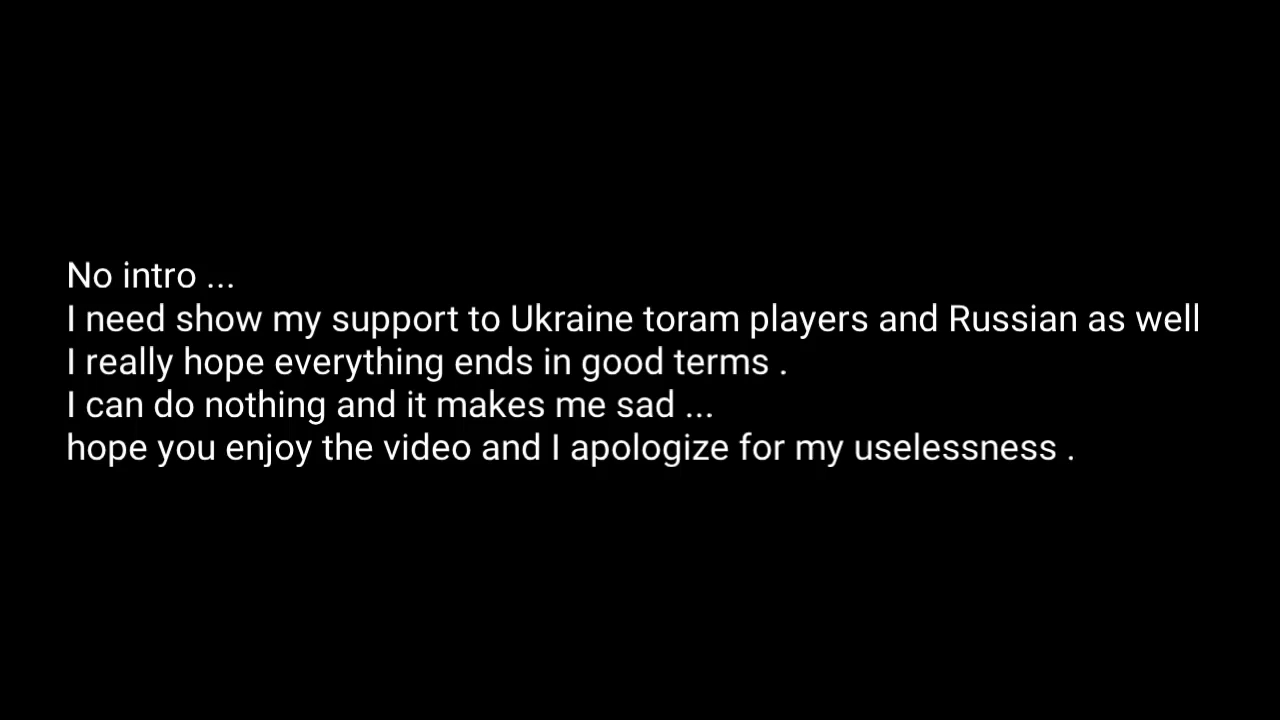 No intro ...
I need show my support to Ukraine toram players and Russian as well
I really hope everything ends in good terms .
I can do nothing and it makes me sad ...
hope you enjoy the video and I apologize for my uselessness .